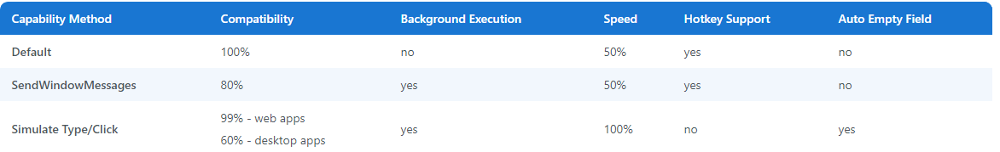 Capability Method Compatibility Background Execution Speed Hotkey Support Auto Empty Field
Default 100% no 50% yes no
SendWindowMessages 80% yes 50% yes no
99% - web apps
Simulate Type/Click yes 100% no yes
60% - desktop apps